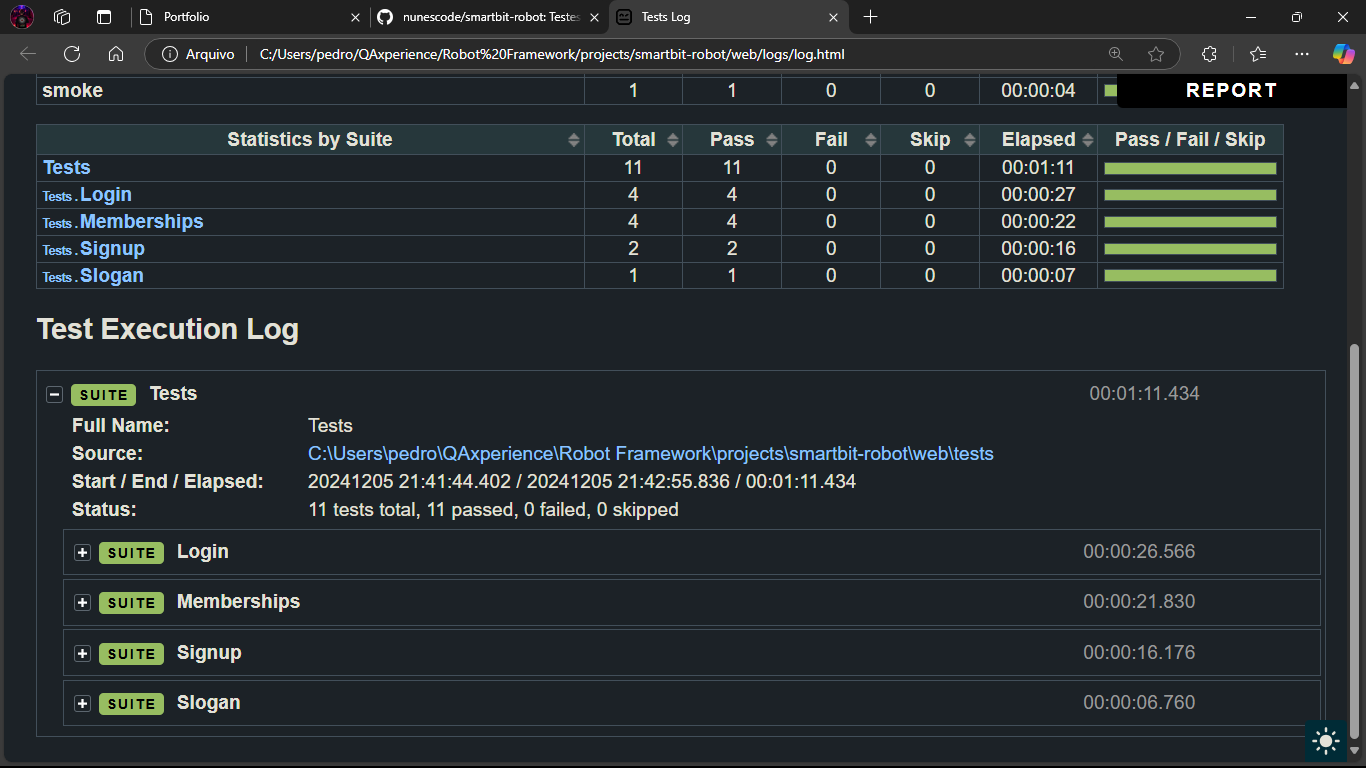 Portfolio
nunescode/smartbit-robot: Testes
Tests Log
Arquivo C:/Users/pedro/QAxperience/Robot%20Framework/projects/smartbit-robot/web/logs/log.html
smoke 1 1 0 0 00:00:04
REPORT
Statistics by Suite Total Pass Fail Skip Elapsed Pass / Fail / Skip
Tests 11 11 0 0 00:01:11
Tests . Login 4 4 0 0 00:00:27
Tests . Memberships 4 4 0 0 00:00:22
Tests . Signup 2 2 0 0 00:00:16
Tests . Slogan 1 1 0 0 00:00:07
Test Execution Log
SUITE Tests 00:01:11.434
Full Name: Tests
Source: C:\Users\pedro\QAxperience\Robot Framework\projects\smartbit-robot\web\tests
Start / End / Elapsed: 20241205 21:41:44.402 / 20241205 21:42:55.836 / 00:01:11.434
Status: 11 tests total, 11 passed, 0 failed, 0 skipped
SUITE Login 00:00:26.566
SUITE Memberships 00:00:21.830
SUITE Signup 00:00:16.176
SUITE Slogan 00:00:06.760